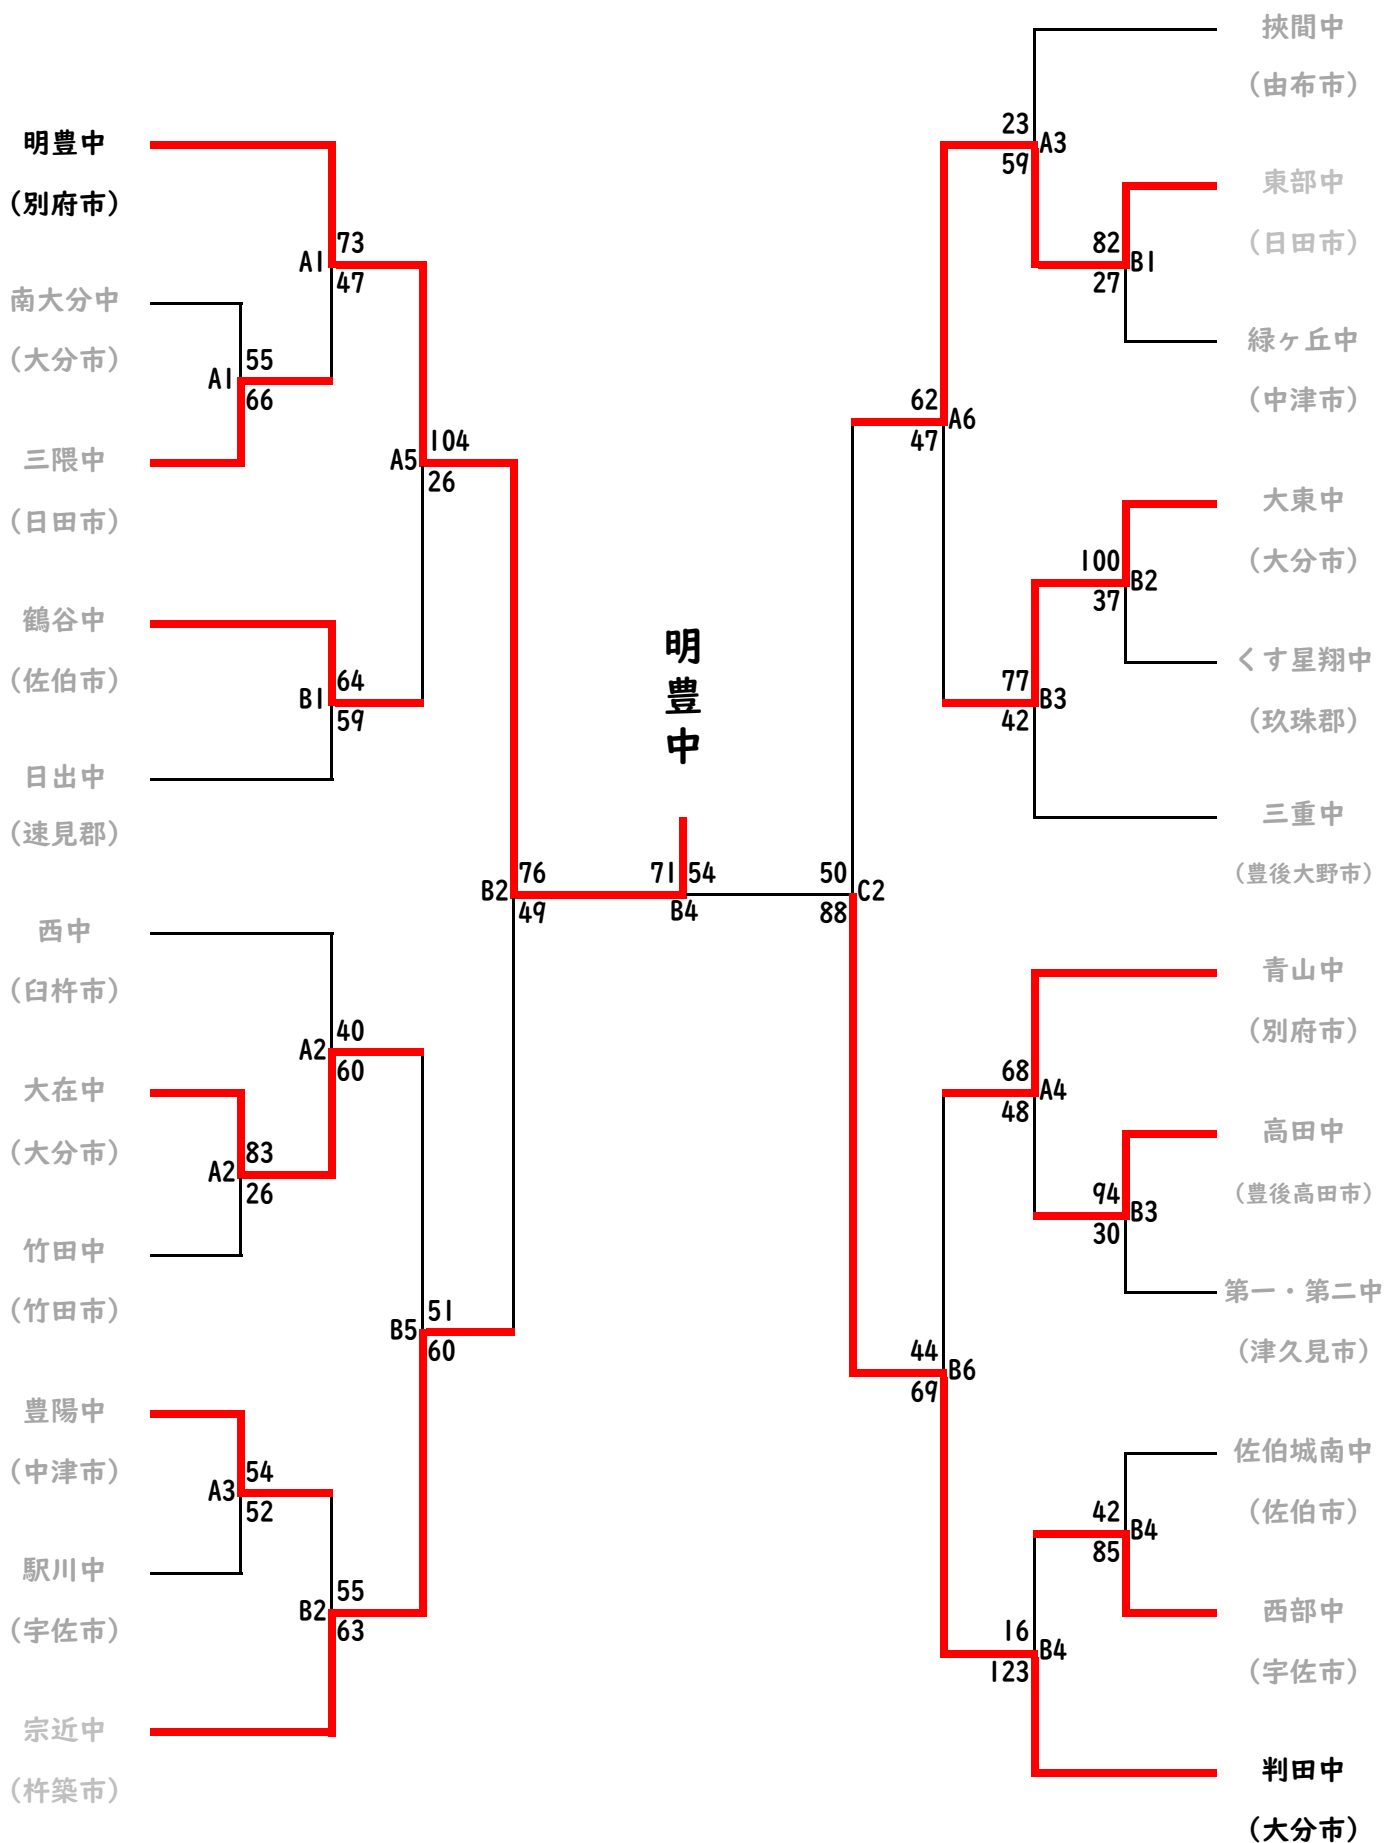 明豊中
(別府市)
南大分中
(大分市)
三隈中
(日田市)
鶴谷中
(佐伯市)
日出中
(速見郡)
西中
(臼杵市)
大在中
(大分市)
竹田中
(竹田市)
豊陽中
(中津市)
駅川中
(宇佐市)
宗近中
(杵築市)
A1
55
66
A2
83
26
A3
54
52
A1
73
47
B1
64
59
A2
40
60
B2
55
63
A5
104
26
B5
51
60
B2
76
49
明豊中
71
54
B4
50
C2
88
62
A6
47
44
B6
69
23
A3
59
77
B3
42
68
A4
48
16
B4
123
82
B1
27
100
B2
37
94
B3
30
42
B4
85
挾間中
(由布市)
東部中
(日田市)
緑ヶ丘中
(中津市)
大東中
(大分市)
くす星翔中
(玖珠郡)
三重中
(豊後大野市)
青山中
(別府市)
高田中
(豊後高田市)
第一・第二中
(津久見市)
佐伯城南中
(佐伯市)
西部中
(宇佐市)
判田中
(大分市)